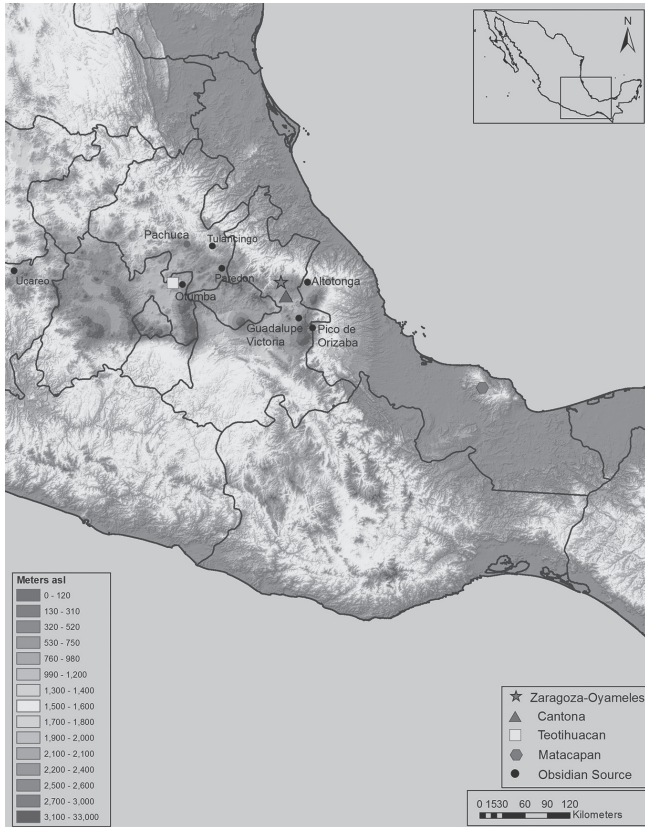 N
Pachuca
Tulancingo
Ucareo
Paredon
Otumba
Altotonga
Guadalupe
Victoria
Pico de
Orizaba
Meters asl
0 - 120
130 - 310
320 - 520
530 - 750
760 - 980
990 - 1,200
1,300 - 1,400
1,500 - 1,600
1,700 - 1,800
1,900 - 2,000
2,100 - 2,100
2,200 - 2,400
2,500 - 2,600
2,700 - 3,000
3,100 - 33,000
Zaragoza-Oyameles
Cantona
Teotihuacan
Matacapan
Obsidian Source
0 1530 60 90 120
Kilometers